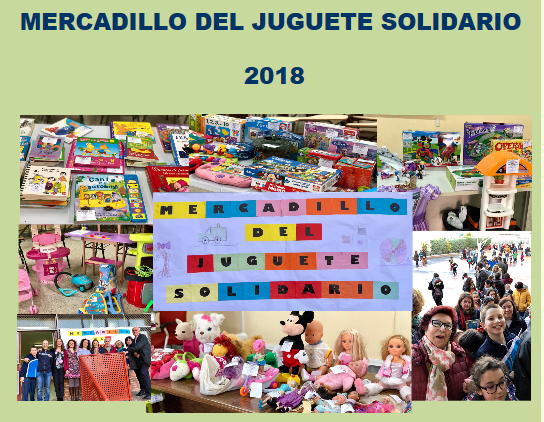 MERCADILLO DEL JUGUETE SOLIDARIO
2018
MERCADILLO
DEL
JUGUETE
SOLIDARIO